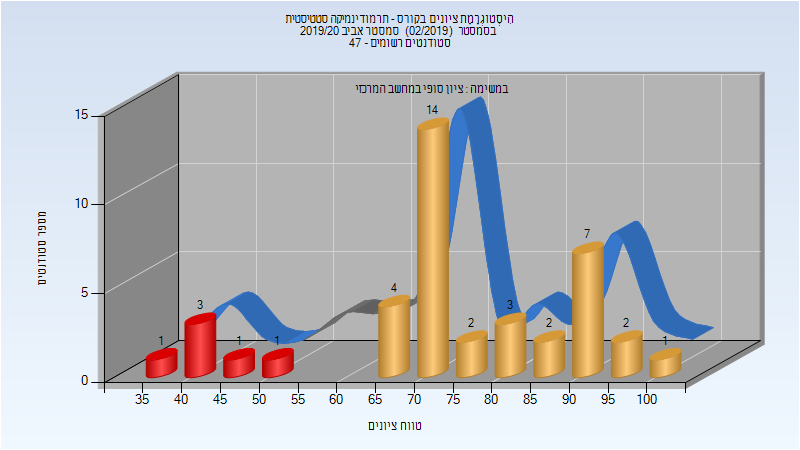 היסטוגרמת ציונים בקורס - תרמודינמיקה סטטיסטית
בסמסטר (02/2019) סמסטר אביב 2019/20
סטודנטים רשומים - 47
במשימה : ציון סופי במחשב המרכזי
מספר סטודנטים
15
10
5
0
1
3
1
1
4
14
2
3
2
7
2
1
35 40 45 50 55 60 65 70 75 80 85 90 95 100
טווח ציונים